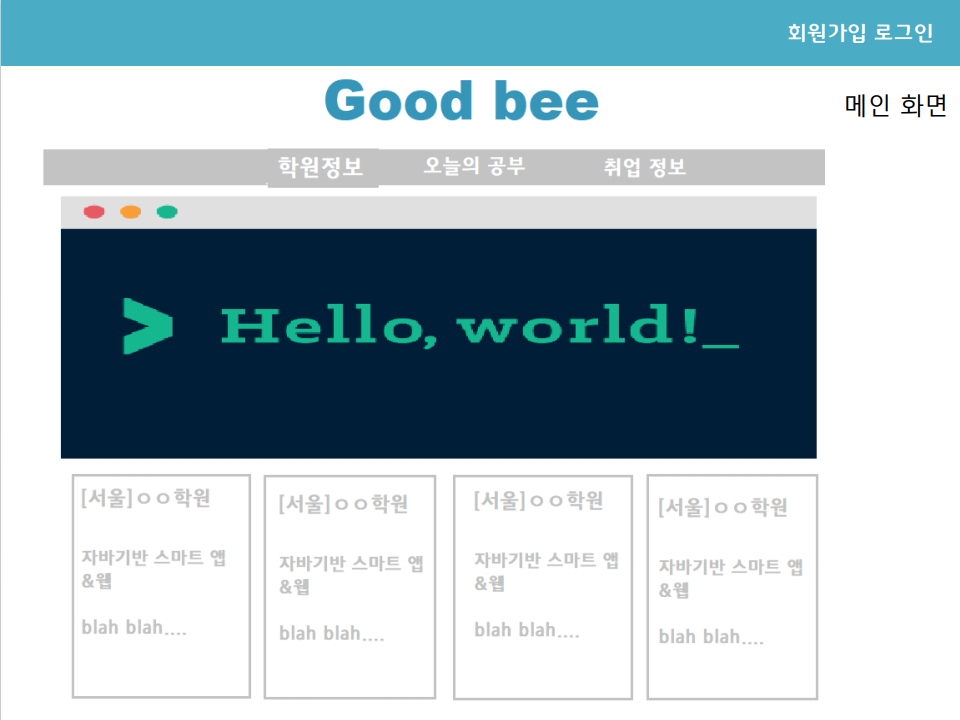 회원가입 로그인
Good bee
메인 화면
학원정보 오늘의 공부 취업 정보
> Hello, world!_
[서울]ㅇㅇ학원
자바기반 스마트 앱
&웹
blah blah....
[서울]ㅇㅇ학원
자바기반 스마트 앱
&웹
blah blah....
[서울]ㅇㅇ학원
자바기반 스마트 앱
&웹
blah blah....
[서울]ㅇㅇ학원
자바기반 스마트 앱
&웹
blah blah....